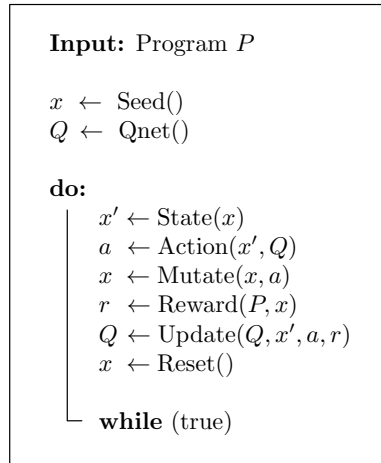 Input: Program P
x ← Seed()
Q ← Qnet()
do:
x′ ← State(x)
a ← Action(x′, Q)
x ← Mutate(x, a)
r ← Reward(P, x)
Q ← Update(Q, x′, a, r)
x ← Reset()
while (true)